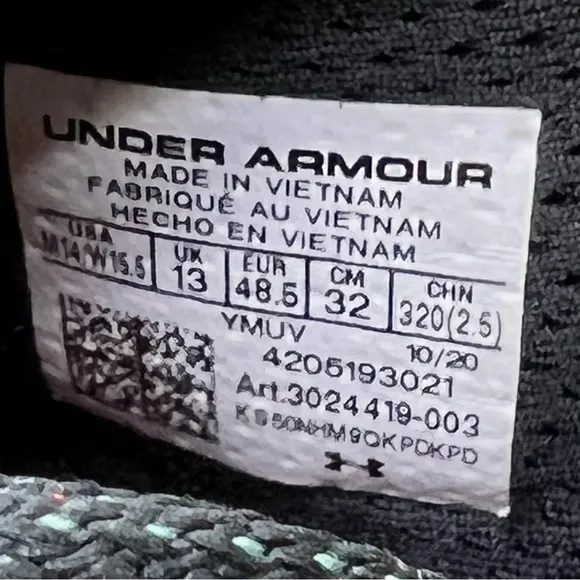 UNDER ARMOUR
MADE IN VIETNAM
FABRIQUÉ AU VIETNAM
HECHO EN VIETNAM
USA UK EUR CM CHN
M14/W15.5 13 48.5 32 320(2.5)
YMUV 10/20
4205193021
Art.3024419-003